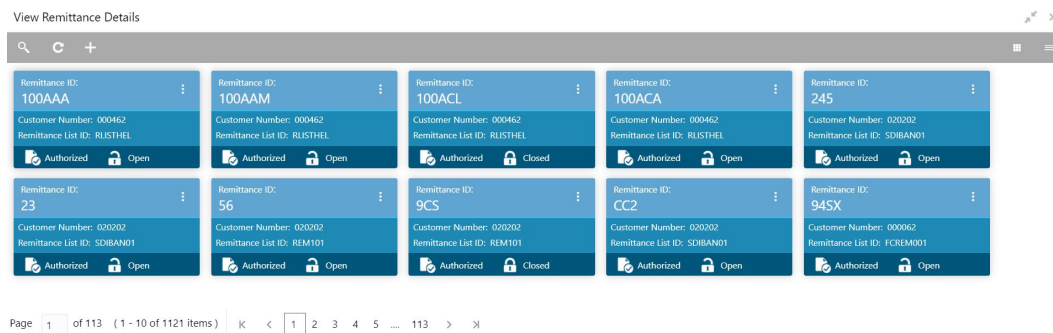 View Remittance Details
Remittance ID:
100AAA
Customer Number: 000462
Remittance List ID: RLISTHEL
Authorized Open
Remittance ID:
100AAM
Customer Number: 000462
Remittance List ID: RLISTHEL
Authorized Open
Remittance ID:
100ACL
Customer Number: 000462
Remittance List ID: RLISTHEL
Authorized Closed
Remittance ID:
100ACA
Customer Number: 000462
Remittance List ID: RLISTHEL
Authorized Open
Remittance ID:
245
Customer Number: 020202
Remittance List ID: SDIBAN01
Authorized Open
Remittance ID:
23
Customer Number: 020202
Remittance List ID: SDIBAN01
Authorized Open
Remittance ID:
56
Customer Number: 020202
Remittance List ID: REM101
Authorized Open
Remittance ID:
9CS
Customer Number: 020202
Remittance List ID: REM101
Authorized Closed
Remittance ID:
CC2
Customer Number: 020202
Remittance List ID: SDIBAN01
Authorized Open
Remittance ID:
94SX
Customer Number: 000062
Remittance List ID: FCREM001
Authorized Open
Page 1 of 113 ( 1 - 10 of 1121 items ) 1 2 3 4 5 .... 113